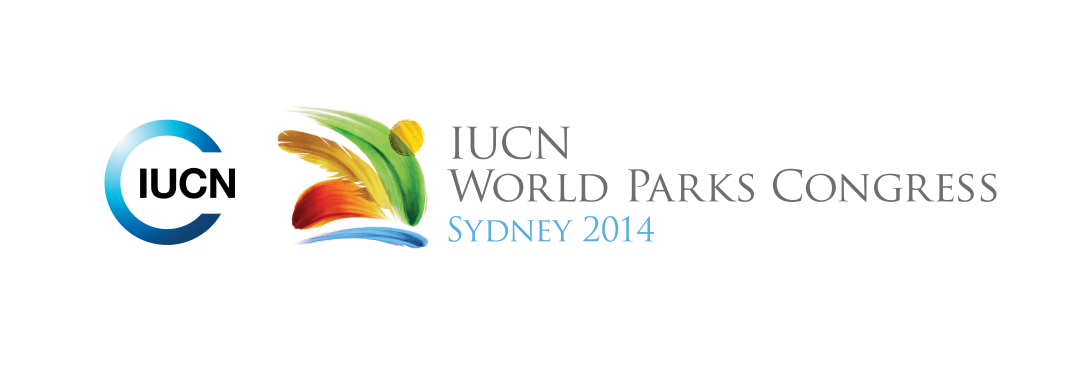 IUCN
IUCN
World Parks Congress
Sydney 2014